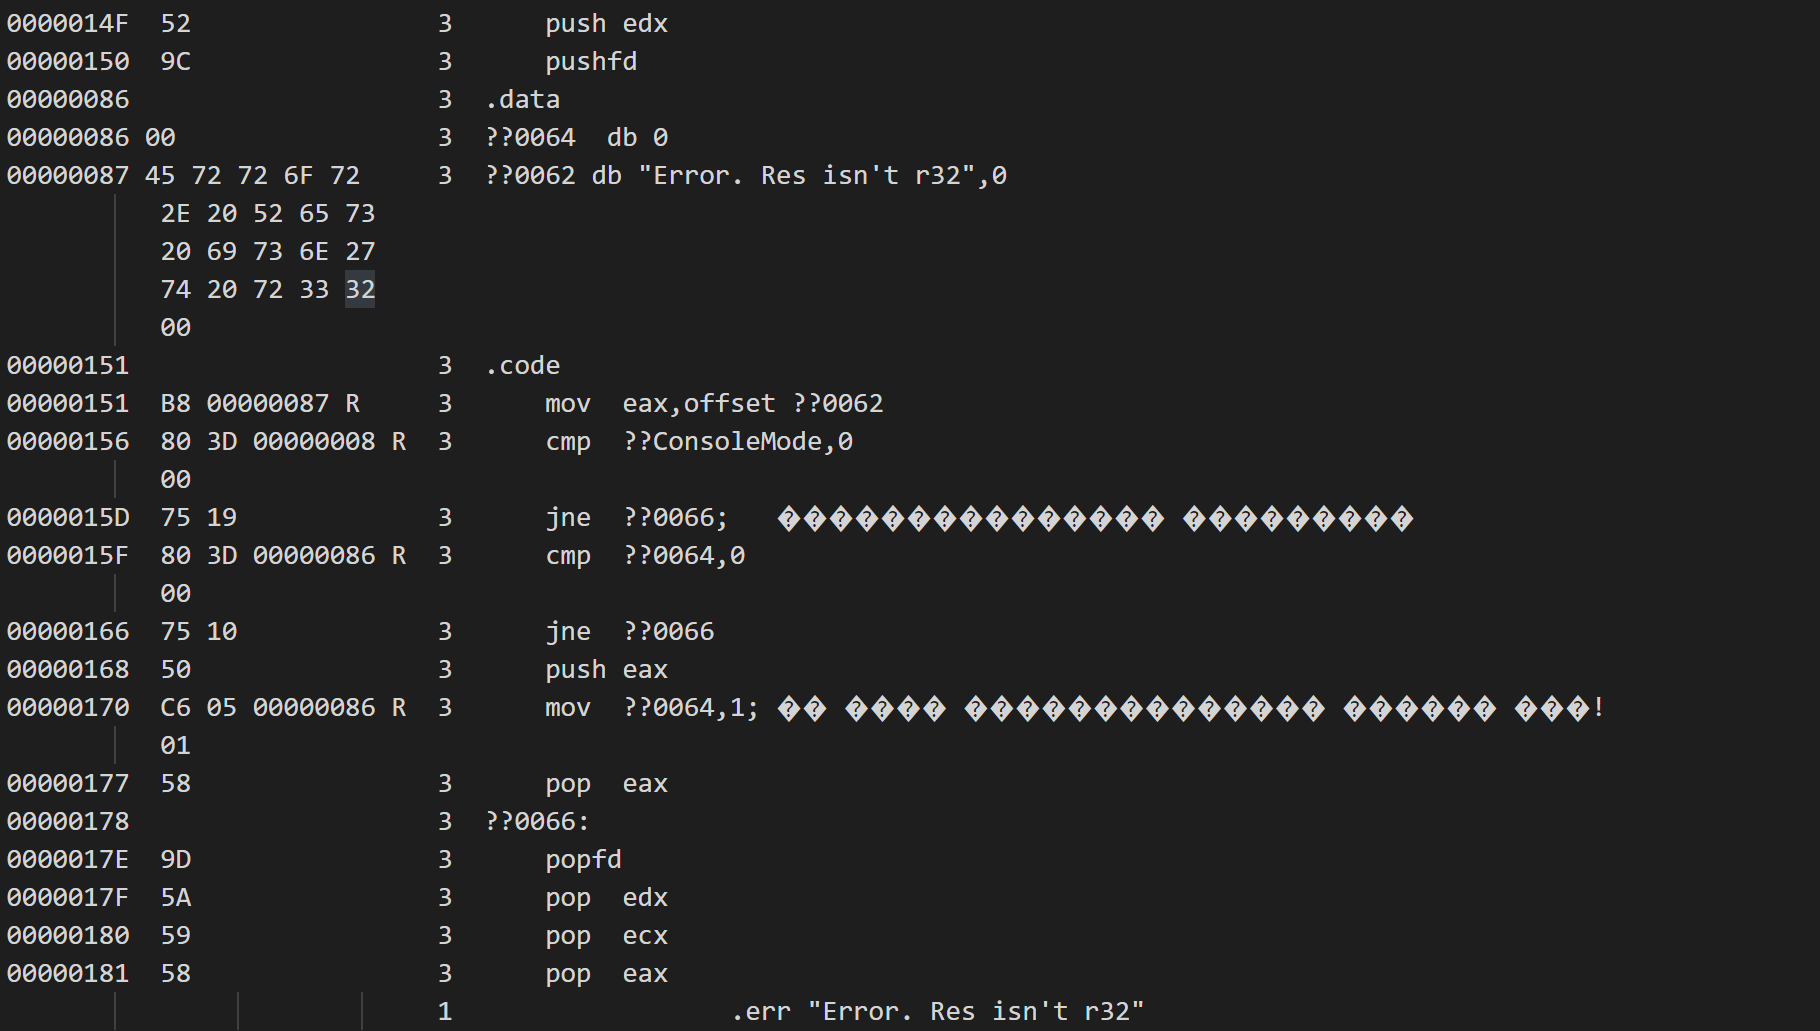 0000014F  52                3      push edx
00000150  9C                3      pushfd
00000086                    3  .data
00000086 00                 3  ??0064  db 0
00000087 45 72 72 6F 72     3  ??0062 db "Error. Res isn't r32",0
          2E 20 52 65 73
          20 69 73 6E 27
          74 20 72 33 32
          00
00000151                    3  .code
00000151  B8 00000087 R     3      mov  eax,offset ??0062
00000156  80 3D 00000008 R  3      cmp  ??ConsoleMode,0
          00
0000015D  75 19             3      jne  ??0066;   ��������������� ���������
0000015F  80 3D 00000086 R  3      cmp  ??0064,0
          00
00000166  75 10             3      jne  ??0066
00000168  50                3      push eax
00000170  C6 05 00000086 R  3      mov  ??0064,1; �� ���� �������������� ������ ���!
          01
00000177  58                3      pop  eax
00000178                    3  ??0066:
0000017E  9D                3      popfd
0000017F  5A                3      pop  edx
00000180  59                3      pop  ecx
00000181  58                3      pop  eax
                            1                  .err "Error. Res isn't r32"